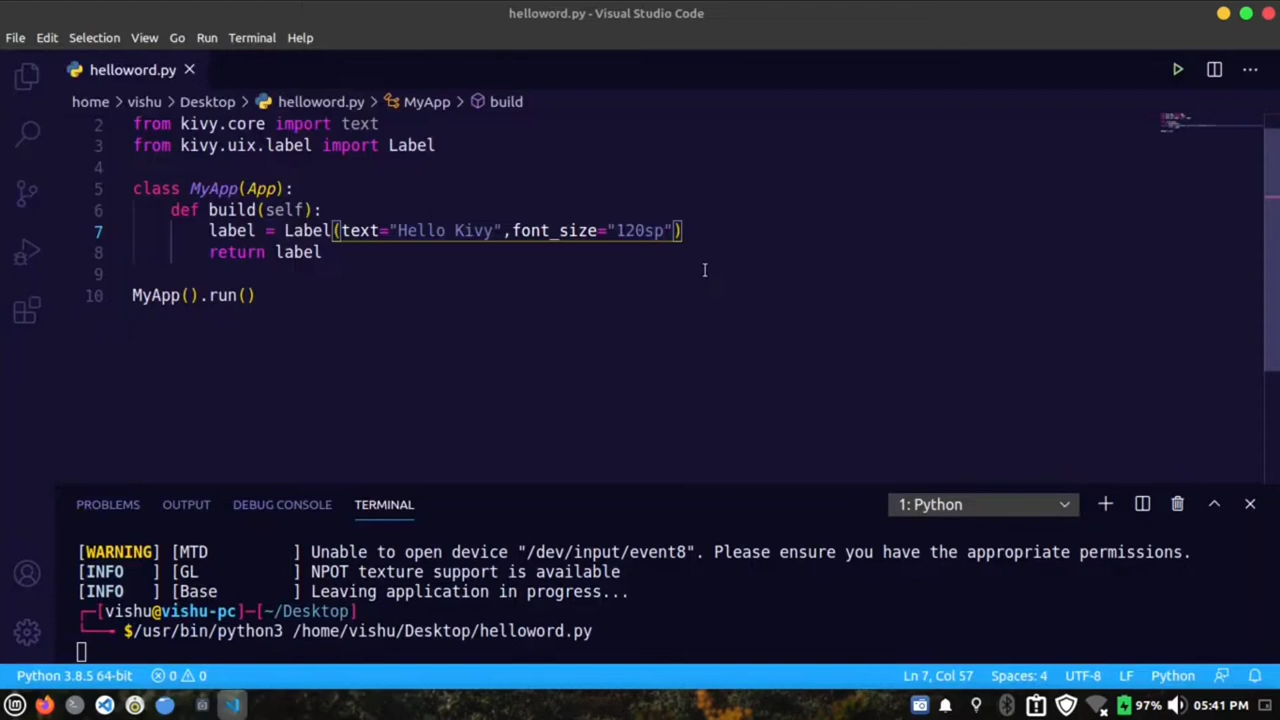 helloword.py - Visual Studio Code
File Edit Selection View Go Run Terminal Help
helloword.py
home > vishu > Desktop > helloword.py > MyApp > build
2 from kivy.core import text
3 from kivy.uix.label import Label
4
5 class MyApp(App):
6 def build(self):
7 label = Label(text="Hello Kivy",font_size="120sp")
8 return label
9
10 MyApp().run()
PROBLEMS OUTPUT DEBUG CONSOLE TERMINAL 1: Python
[WARNING] [MTD ] Unable to open device "/dev/input/event8". Please ensure you have the appropriate permissions.
[INFO ] [GL ] NPOT texture support is available
[INFO ] [Base ] Leaving application in progress...
[vishu@vishu-pc]-[~/Desktop]
$/usr/bin/python3 /home/vishu/Desktop/helloword.py
Python 3.8.5 64-bit 0 0 Ln 7, Col 57 Spaces: 4 UTF-8 LF Python
97% 05:41 PM